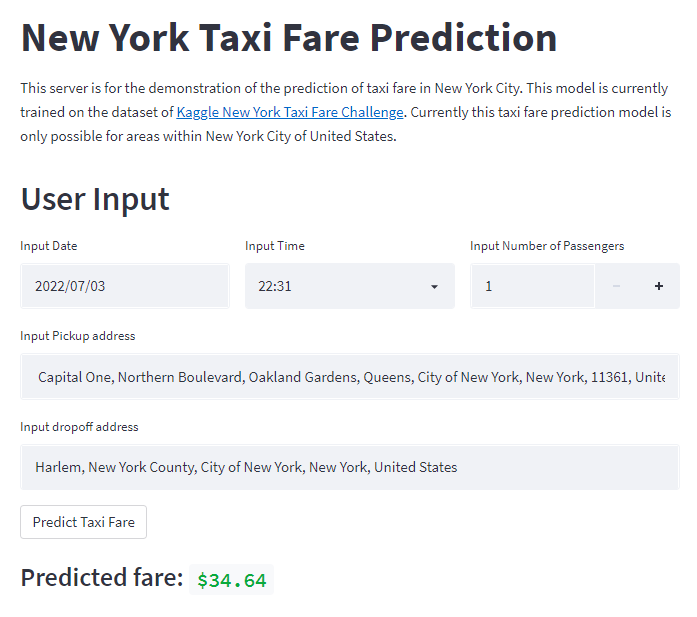 New York Taxi Fare Prediction
This server is for the demonstration of the prediction of taxi fare in New York City. This model is currently
trained on the dataset of Kaggle New York Taxi Fare Challenge. Currently this taxi fare prediction model is
only possible for areas within New York City of United States.
User Input
Input Date Input Time Input Number of Passengers
2022/07/03 22:31 1 − +
Input Pickup address
Capital One, Northern Boulevard, Oakland Gardens, Queens, City of New York, New York, 11361, Unite
Input dropoff address
Harlem, New York County, City of New York, New York, United States
Predict Taxi Fare
Predicted fare: $34.64